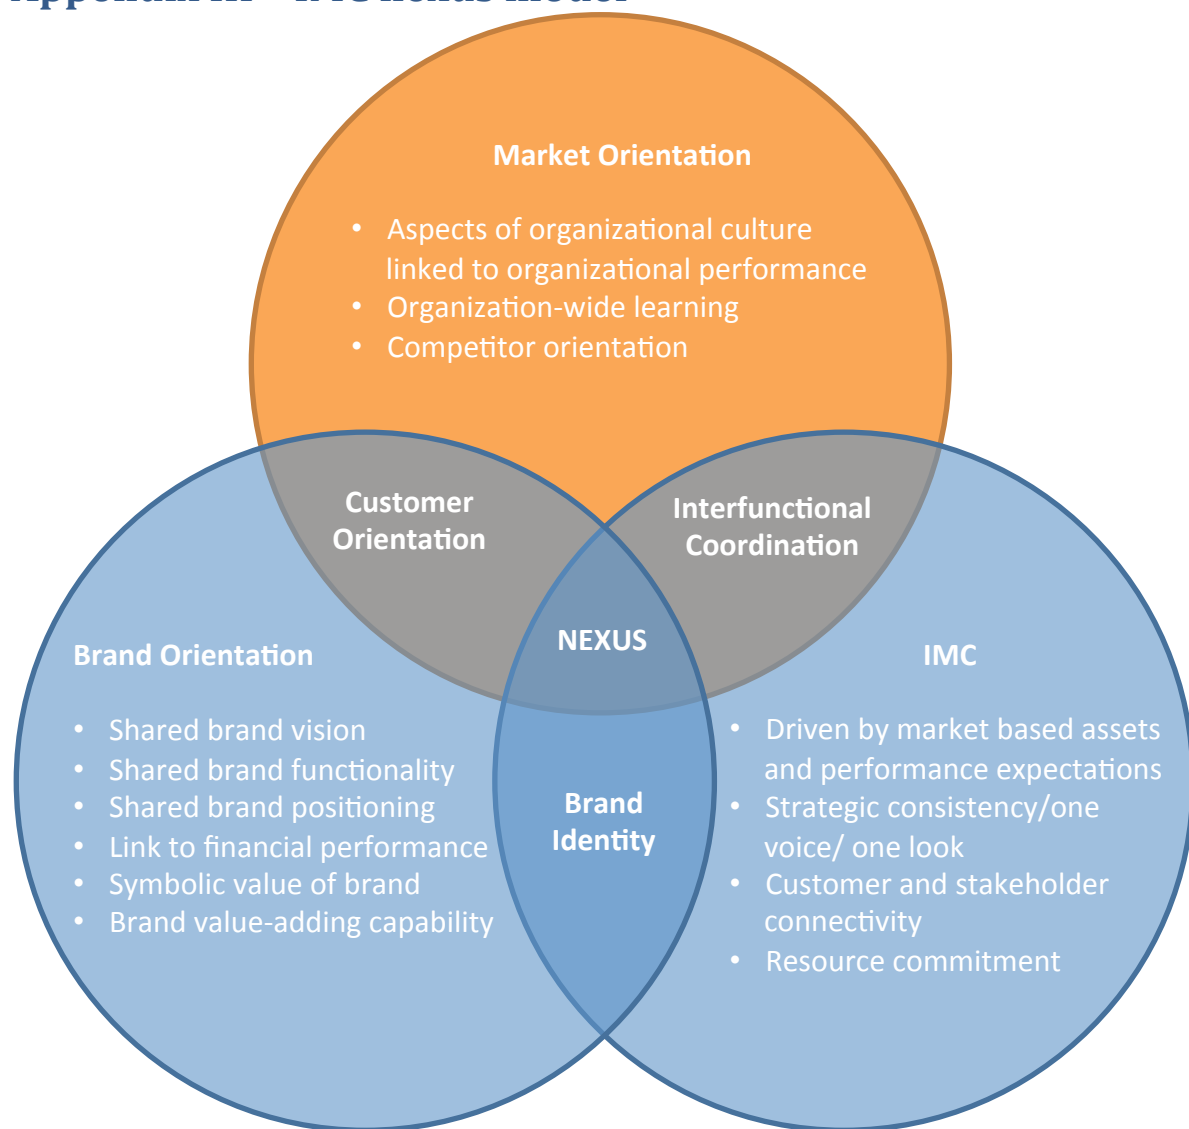 Market Orientation
• Aspects of organizational culture
linked to organizational performance
• Organization-wide learning
• Competitor orientation
Customer
Orientation
Interfunctional
Coordination
NEXUS
Brand Orientation
• Shared brand vision
• Shared brand functionality
• Shared brand positioning
• Link to financial performance
• Symbolic value of brand
• Brand value-adding capability
Brand
Identity
IMC
• Driven by market based assets
and performance expectations
• Strategic consistency/one
voice/ one look
• Customer and stakeholder
connectivity
• Resource commitment